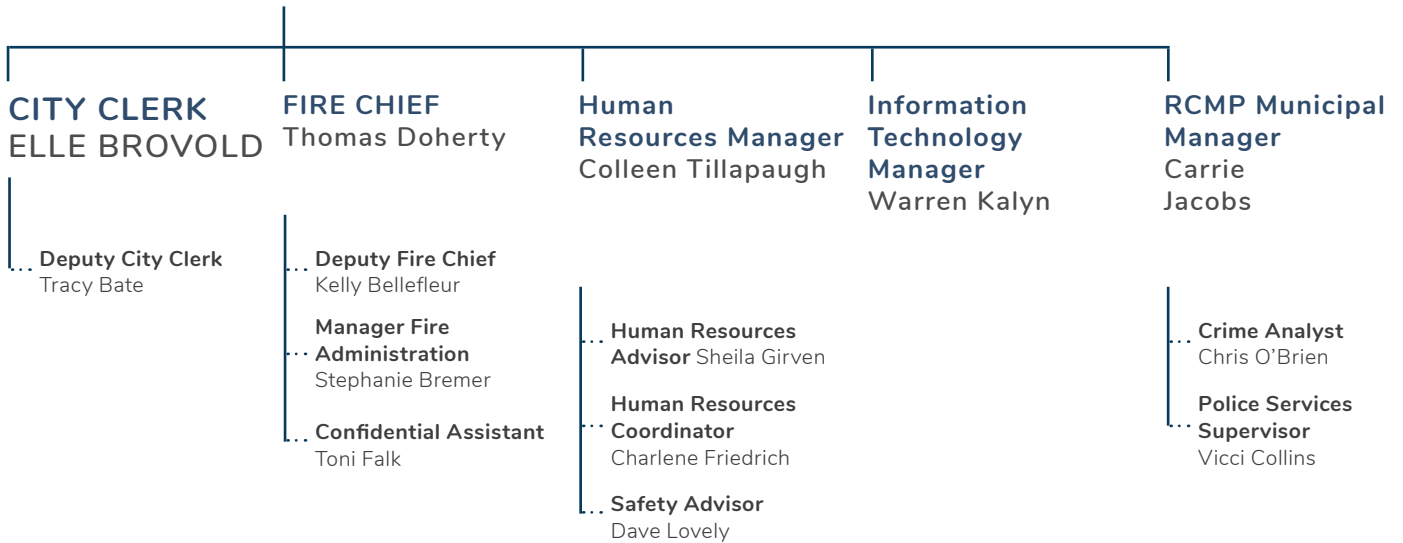 CITY CLERK
ELLE BROVOLD
Deputy City Clerk
Tracy Bate
FIRE CHIEF
Thomas Doherty
Deputy Fire Chief
Kelly Bellefleur
Manager Fire
Administration
Stephanie Bremer
Confidential Assistant
Toni Falk
Human
Resources Manager
Colleen Tillapaugh
Human Resources
Advisor Sheila Girven
Human Resources
Coordinator
Charlene Friedrich
Safety Advisor
Dave Lovely
Information
Technology
Manager
Warren Kalyn
RCMP Municipal
Manager
Carrie
Jacobs
Crime Analyst
Chris O’Brien
Police Services
Supervisor
Vicci Collins